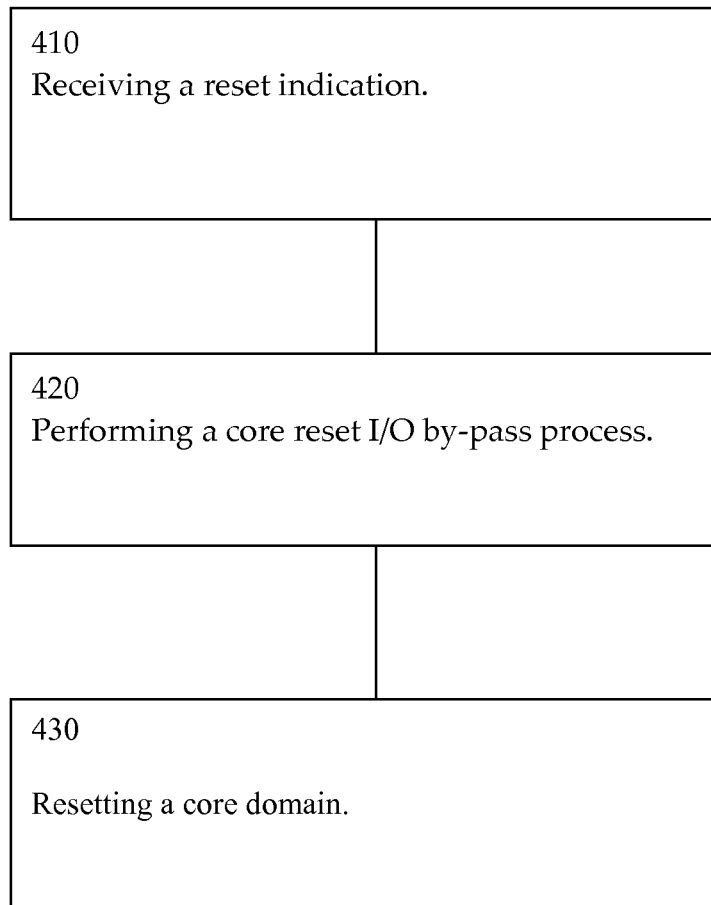 410
Receiving a reset indication.
420
Performing a core reset I/O by-pass process.
430
Resetting a core domain.